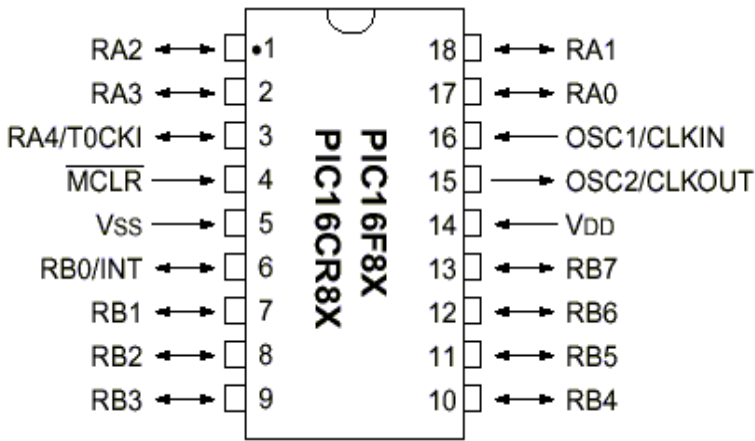 RA2 •1 18 RA1
RA3 2 17 RA0
RA4/T0CKI 3 16 OSC1/CLKIN
MCLR 4 15 OSC2/CLKOUT
VSS 5 14 VDD
RB0/INT 6 13 RB7
RB1 7 12 RB6
RB2 8 11 RB5
RB3 9 10 RB4
PIC16F8X
PIC16CR8X